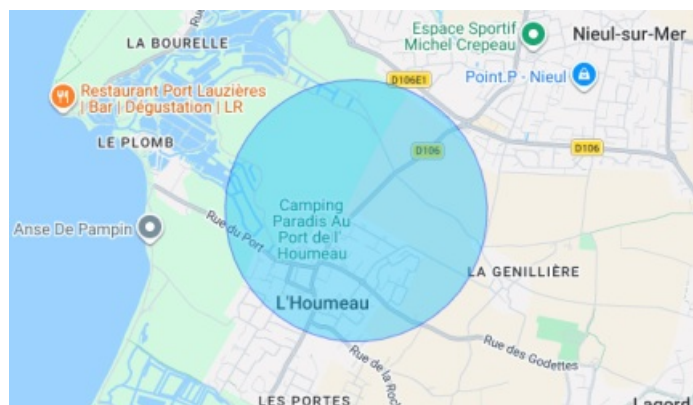 LA BOURELLE
Espace Sportif
Michel Crepeau
Nieul-sur-Mer
Point.P - Nieul
D106E1
Restaurant Port Lauzières
| Bar | Dégustation | LR
LE PLOMB
D106
D106
Camping
Paradis Au
Port de l'
Houmeau
Rue du Port
Anse De Pampin
LA GENILLIÈRE
L'Houmeau
Rue des Godettes
Rue de la Roc
LES PORTES
Lagord